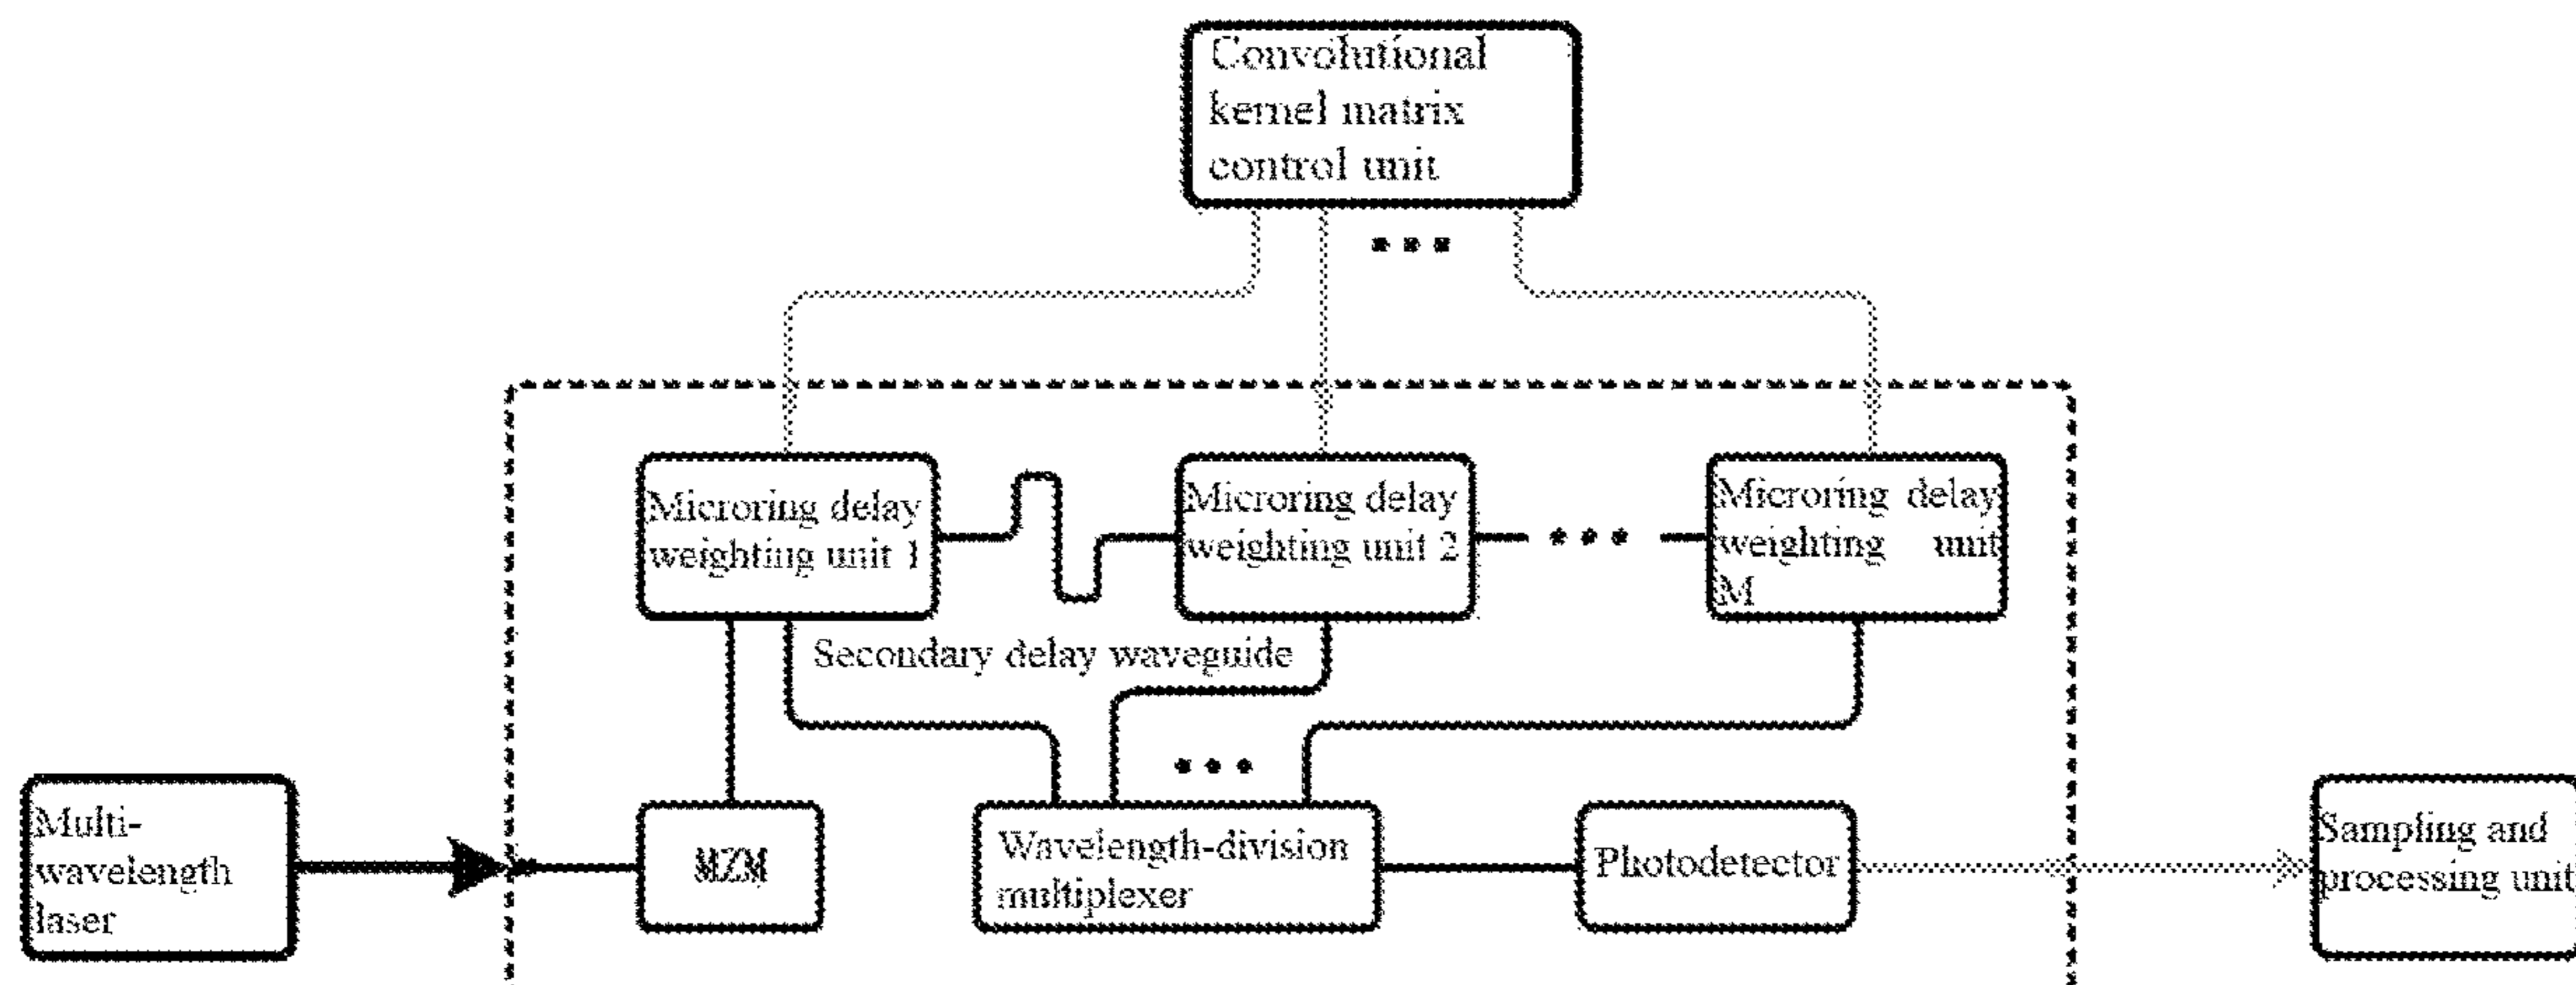 Convolutional
kernel matrix
control unit
Microring delay
weighting unit 1
Microring delay
weighting unit 2
Microring delay
weighting unit
M
Secondary delay waveguide
Multi-
wavelength
laser
MZM
Wavelength-division
multiplexer
Photodetector
Sampling and
processing unit